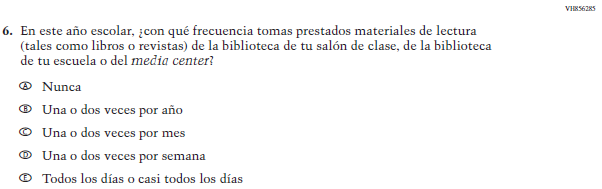 VH856285
6. En este año escolar, ¿con qué frecuencia tomas prestados materiales de lectura
(tales como libros o revistas) de la biblioteca de tu salón de clase, de la biblioteca
de tu escuela o del media center?
A Nunca
B Una o dos veces por año
C Una o dos veces por mes
D Una o dos veces por semana
E Todos los días o casi todos los días